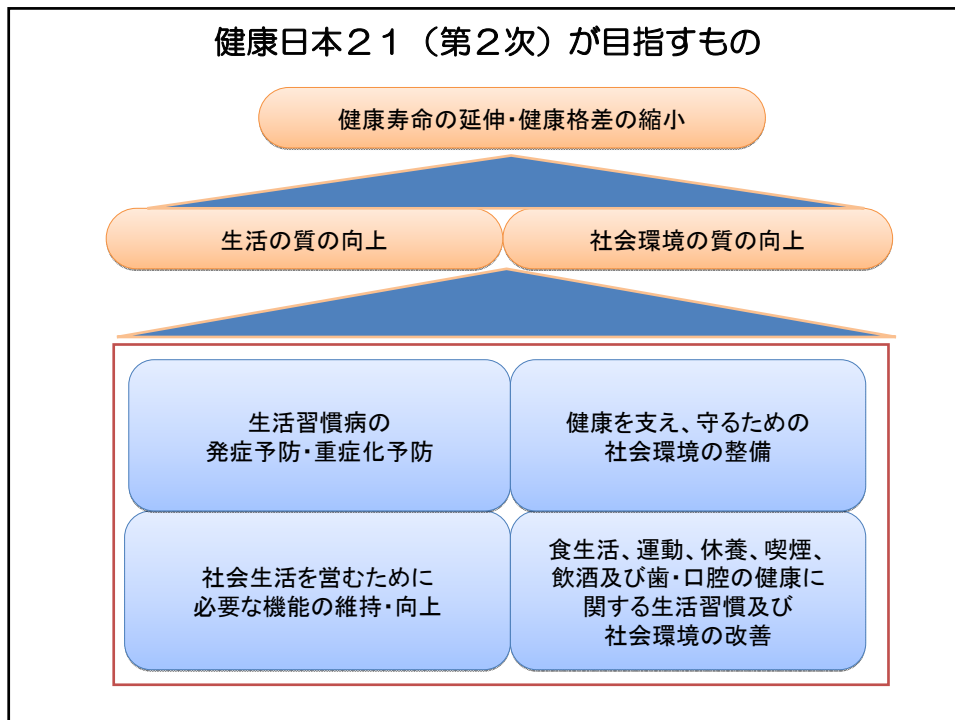 健康日本２１（第２次）が目指すもの
健康寿命の延伸・健康格差の縮小
生活の質の向上
社会環境の質の向上
生活習慣病の
発症予防・重症化予防
健康を支え、守るための
社会環境の整備
社会生活を営むために
必要な機能の維持・向上
食生活、運動、休養、喫煙、
飲酒及び歯・口腔の健康に
関する生活習慣及び
社会環境の改善